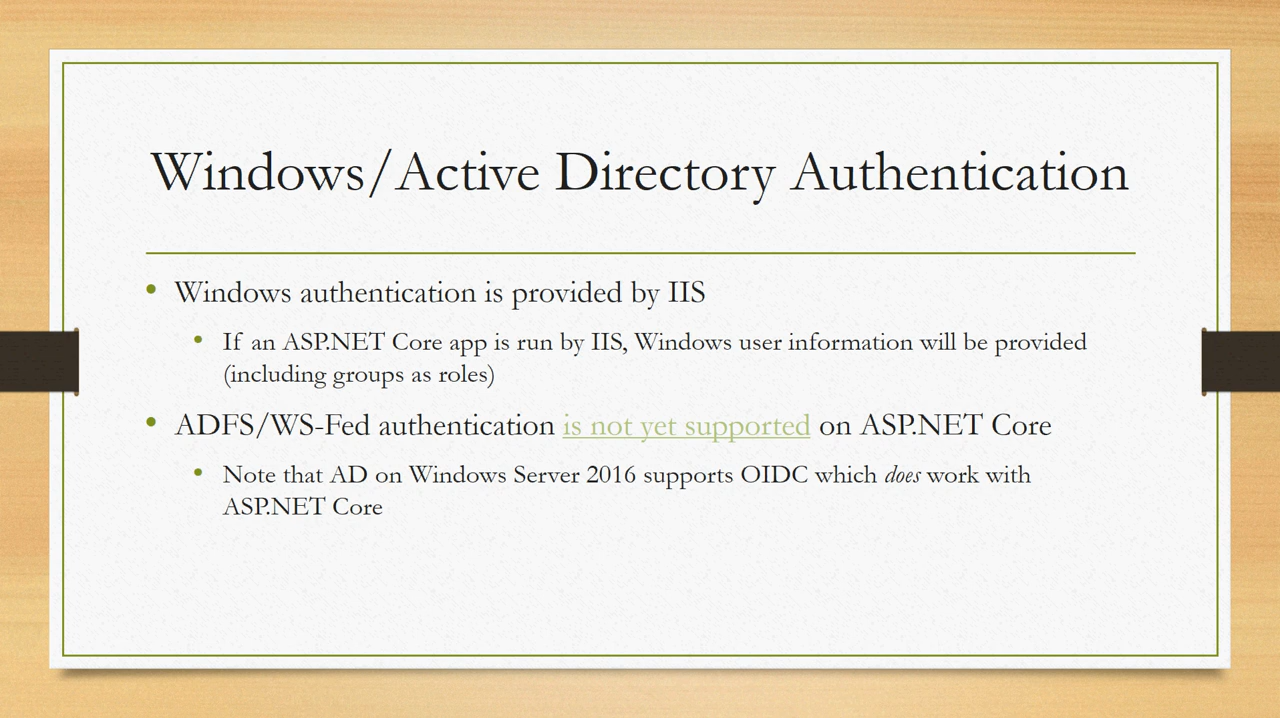 Windows/Active Directory Authentication
• Windows authentication is provided by IIS
• If an ASP.NET Core app is run by IIS, Windows user information will be provided
(including groups as roles)
• ADFS/WS-Fed authentication is not yet supported on ASP.NET Core
• Note that AD on Windows Server 2016 supports OIDC which does work with
ASP.NET Core